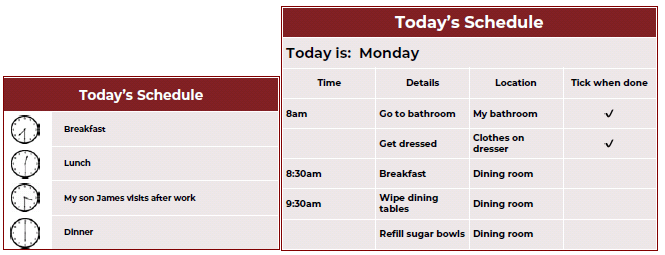 Today's Schedule
Breakfast
Lunch
My son James visits after work
Dinner
Today's Schedule
Today is: Monday
Time Details Location Tick when done
8am Go to bathroom My bathroom ✓
Get dressed Clothes on dresser ✓
8:30am Breakfast Dining room
9:30am Wipe dining tables Dining room
Refill sugar bowls Dining room